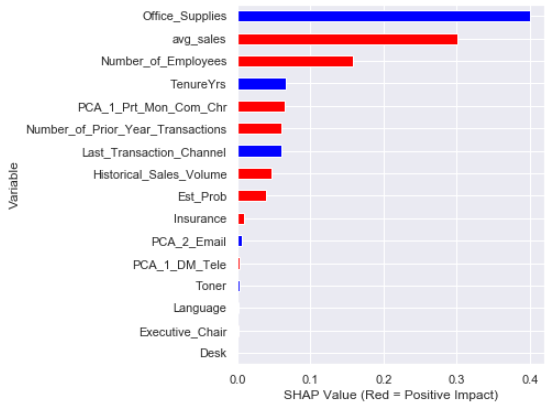 Office_Supplies
avg_sales
Number_of_Employees
TenureYrs
PCA_1_Prt_Mon_Com_Chr
Number_of_Prior_Year_Transactions
Last_Transaction_Channel
Historical_Sales_Volume
Est_Prob
Insurance
PCA_2_Email
PCA_1_DM_Tele
Toner
Language
Executive_Chair
Desk
Variable
0.0 0.1 0.2 0.3 0.4
SHAP Value (Red = Positive Impact)